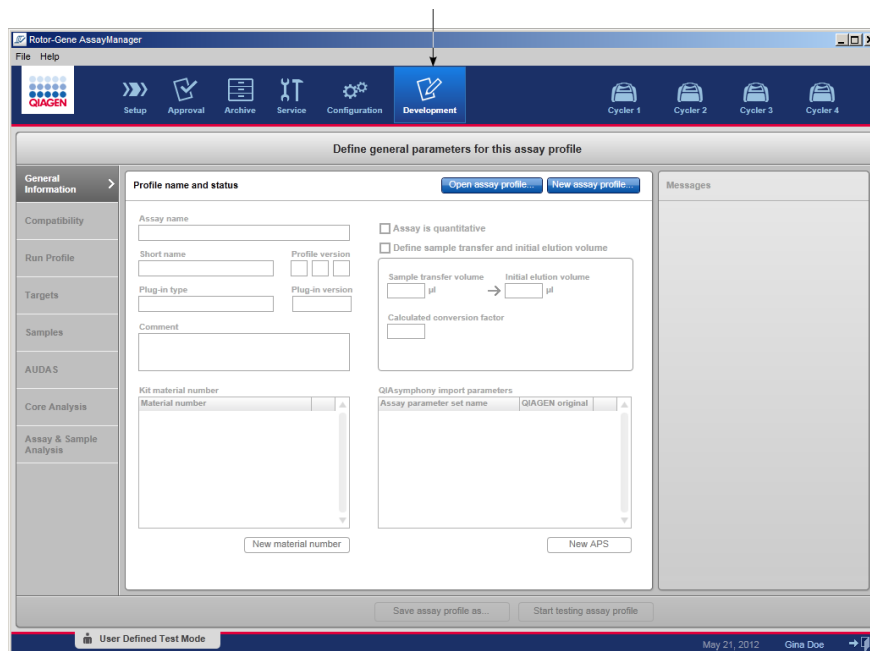 Rotor-Gene AssayManager
File Help
QIAGEN
Setup Approval Archive Service Configuration Development Cycler 1 Cycler 2 Cycler 3 Cycler 4
Define general parameters for this assay profile
General Information
Compatibility
Run Profile
Targets
Samples
AUDAS
Core Analysis
Assay & Sample Analysis
Profile name and status
Open assay profile...
New assay profile...
Assay name
Short name
Profile version
Plug-in type
Plug-in version
Comment
Assay is quantitative
Define sample transfer and initial elution volume
Sample transfer volume
Initial elution volume
µl
µl
Calculated conversion factor
Kit material number
Material number
New material number
QIAsymphony import parameters
Assay parameter set name
QIAGEN original
New APS
Messages
Save assay profile as...
Start testing assay profile
User Defined Test Mode
May 21, 2012
Gina Doe